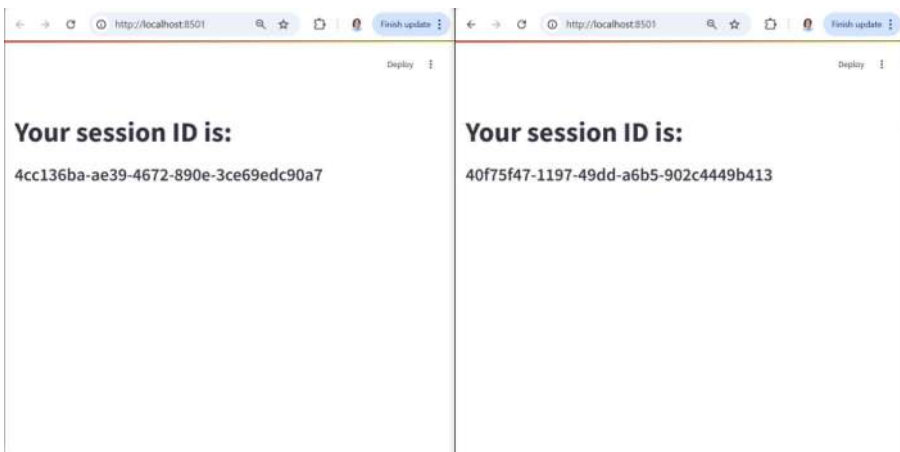 http://localhost:8501
Finish update
Deploy
Your session ID is:
4cc136ba-ae39-4672-890e-3ce69edc90a7
http://localhost:8501
Finish update
Deploy
Your session ID is:
40f75f47-1197-49dd-a6b5-902c4449b413